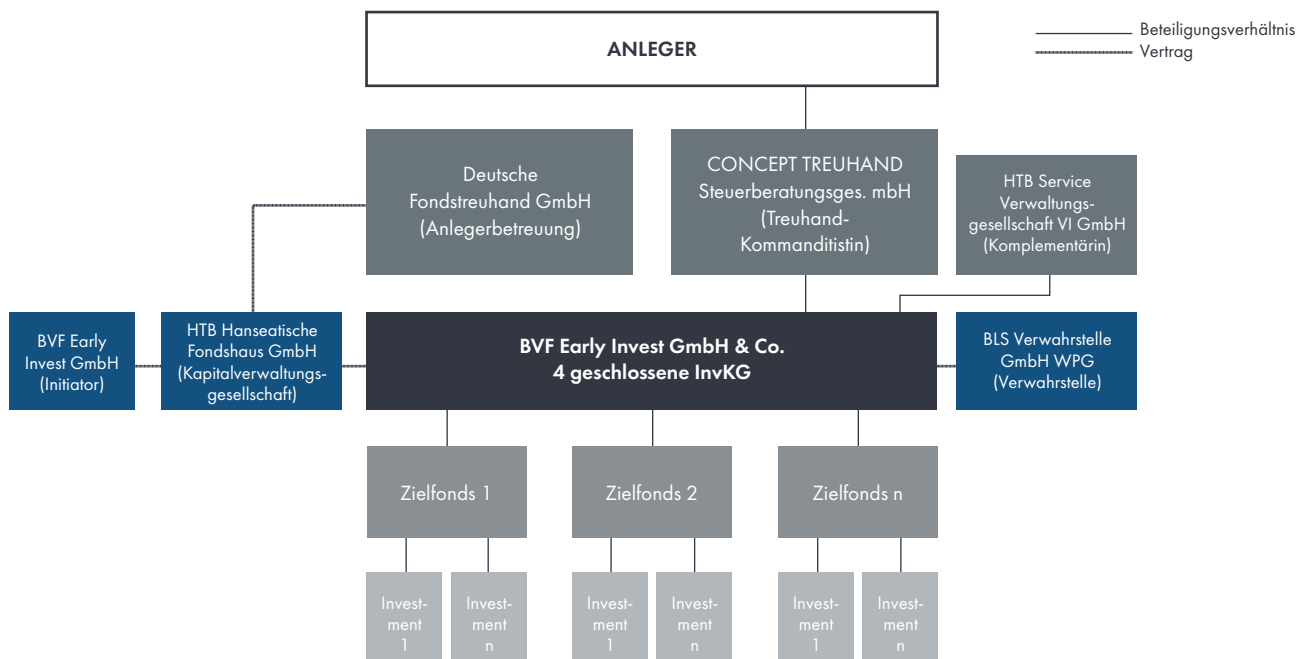 ANLEGER
Beteiligungsverhältnis
Vertrag
Deutsche
Fondstreuhand GmbH
(Anlegerbetreuung)
CONCEPT TREUHAND
Steuerberatungsges. mbH
(Treuhand-
Kommanditistin)
HTB Service
Verwaltungs-
gesellschaft VI GmbH
(Komplementärin)
BVF Early
Invest GmbH
(Initiator)
HTB Hanseatische
Fondshaus GmbH
(Kapitalverwaltungs-
gesellschaft)
BVF Early Invest GmbH & Co.
4 geschlossene InvKG
BLS Verwahrstelle
GmbH WPG
(Verwahrstelle)
Zielfonds 1
Zielfonds 2
Zielfonds n
Invest-
ment
1
Invest-
ment
n
Invest-
ment
1
Invest-
ment
n
Invest-
ment
1
Invest-
ment
n